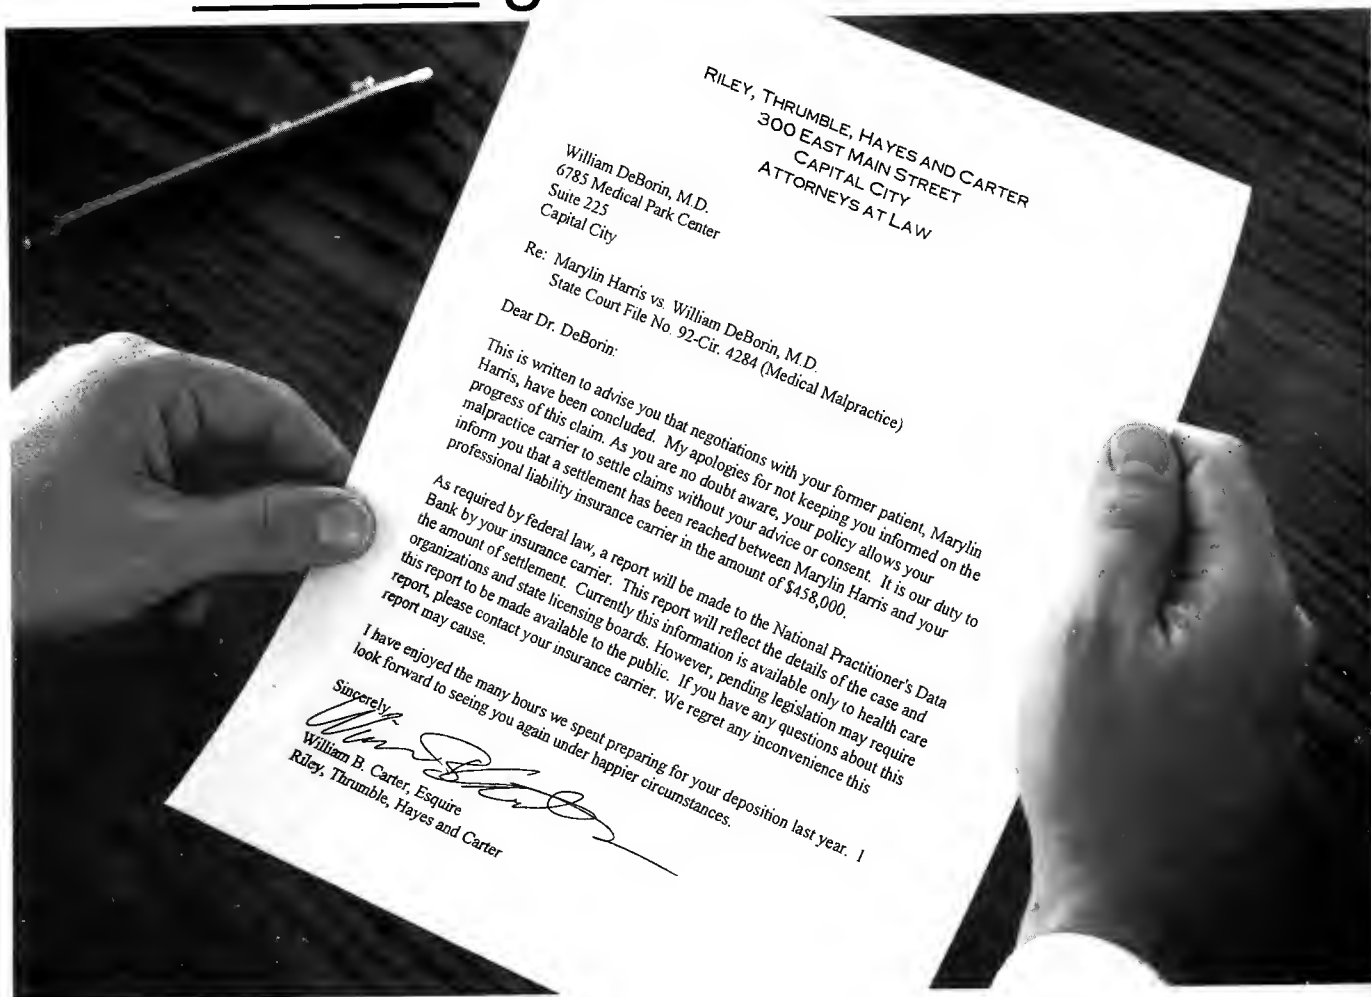 RILEY, THRUMBLE, HAYES AND CARTER
300 EAST MAIN STREET
CAPITAL CITY
ATTORNEYS AT LAW
William DeBorin, M.D.
6785 Medical Park Center
Suite 225
Capital City
Re: Marylin Harris vs. William DeBorin, M.D.
State Court File No. 92-Cir. 4284 (Medical Malpractice)
Dear Dr. DeBorin:
This is written to advise you that negotiations with your former patient, Marylin
Harris, have been concluded. My apologies for not keeping you informed on the
progress of this claim. As you are no doubt aware, your policy allows your
malpractice carrier to settle claims without your advice or consent. It is our duty to
inform you that a settlement has been reached between Marylin Harris and your
professional liability insurance carrier in the amount of $458,000.
As required by federal law, a report will be made to the National Practitioner's Data
Bank by your insurance carrier. This report will reflect the details of the case and
the amount of settlement. Currently this information is available only to health care
organizations and state licensing boards. However, pending legislation may require
this report to be made available to the public. If you have any questions about this
report, please contact your insurance carrier. We regret any inconvenience this
report may cause.
I have enjoyed the many hours we spent preparing for your deposition last year. I
look forward to seeing you again under happier circumstances.
Sincerely,
William B. Carter, Esquire
Riley, Thrumble, Hayes and Carter